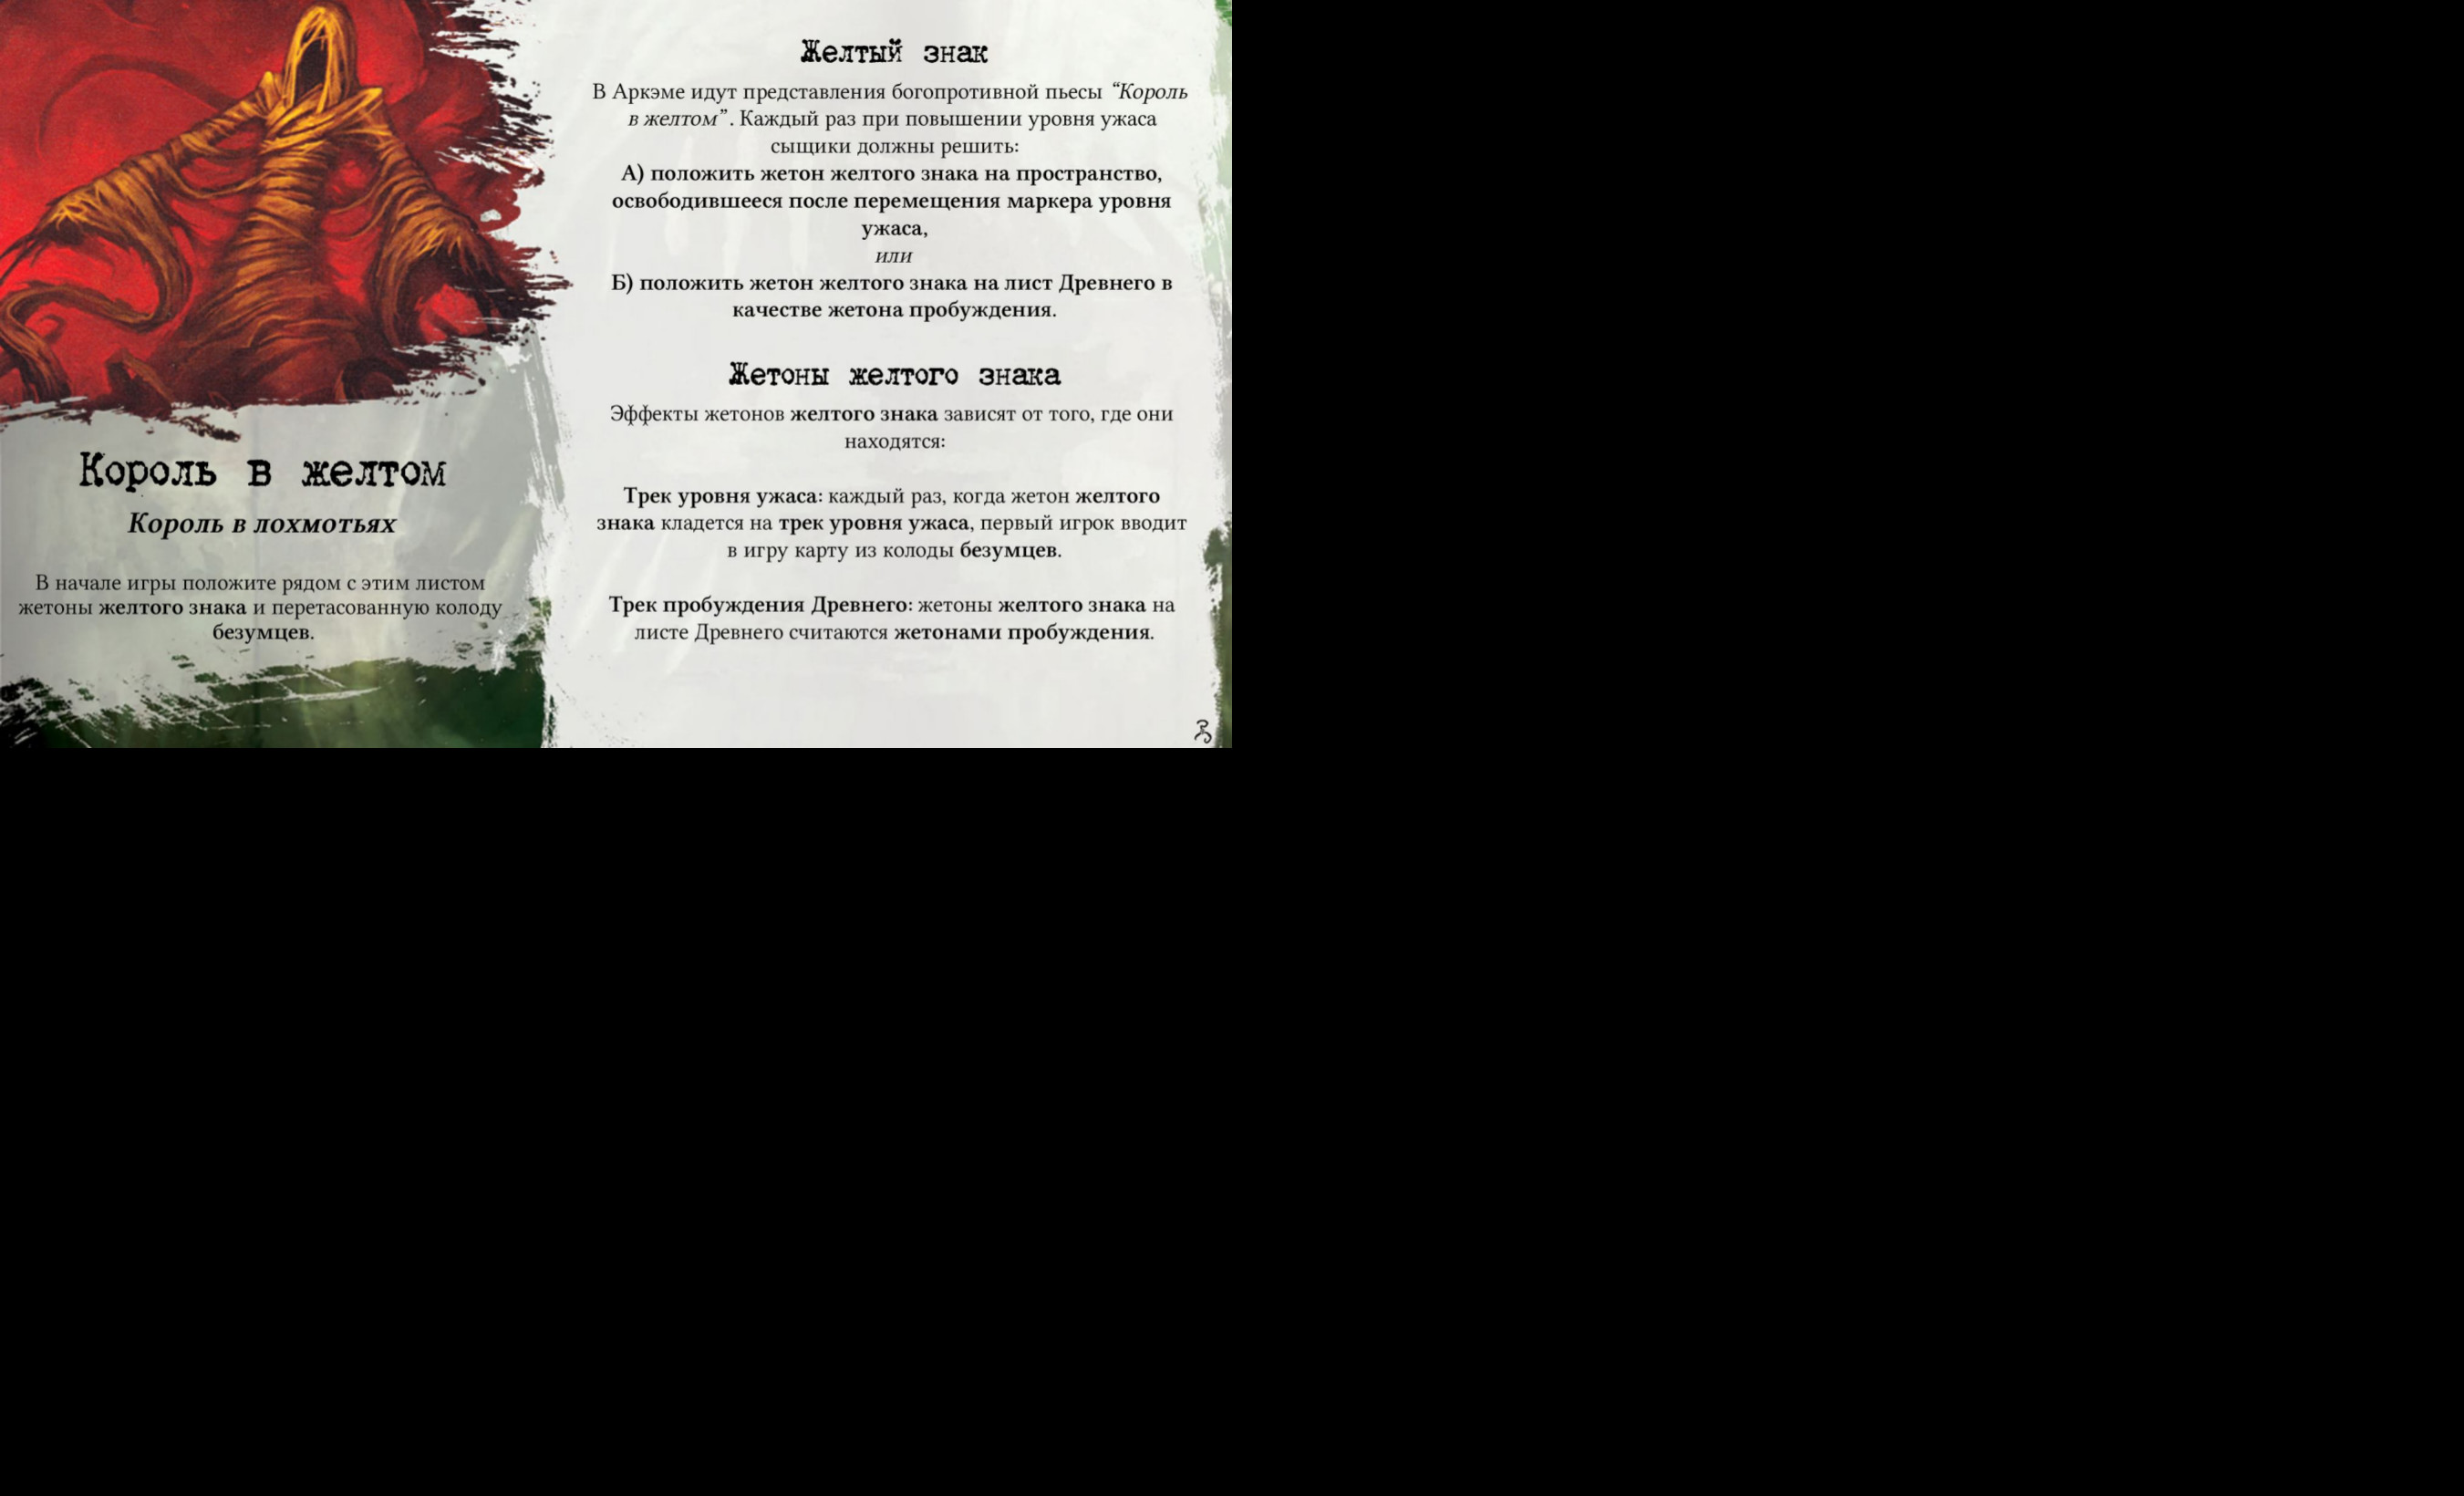 Король в желтом
Король в лохмотьях
В начале игры положите рядом с этим листом
жетоны желтого знака и перетасованную колоду
безумцев.
Желтый знак
В Аркэме идут представления богопротивной пьесы “Король
в желтом”. Каждый раз при повышении уровня ужаса
сыщики должны решить:
А) положить жетон желтого знака на пространство,
освободившееся после перемещения маркера уровня
ужаса,
или
Б) положить жетон желтого знака на лист Древнего в
качестве жетона пробуждения.
Жетоны желтого знака
Эффекты жетонов желтого знака зависят от того, где они
находятся:
Трек уровня ужаса: каждый раз, когда жетон желтого
знака кладется на трек уровня ужаса, первый игрок вводит
в игру карту из колоды безумцев.
Трек пробуждения Древнего: жетоны желтого знака на
листе Древнего считаются жетонами пробуждения.